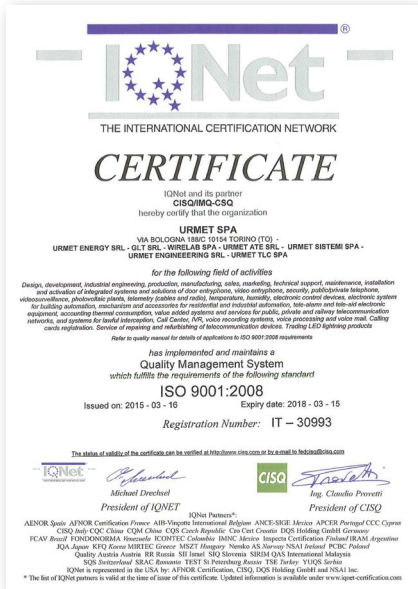 ®
IQNet
THE INTERNATIONAL CERTIFICATION NETWORK
CERTIFICATE
IQNet and its partner
CISQ/IMQ-CSQ
hereby certify that the organization
URMET SPA
VIA BOLOGNA 188/C 10154 TORINO (TO) -
URMET ENERGY SRL - GLT SRL - WIRELAB SPA - URMET ATE SRL - URMET SISTEMI SPA -
URMET ENGINEEERING SRL - URMET TLC SPA
for the following field of activities
Design, development, industrial engineering, production, manufacturing, sales, marketing, technical support, maintenance, installation
and activation of integrated systems and solutions of door entryphone, video entryphone, security, public/private telephone,
videosurveillance, photovoltaic plants, telemetry (cables and radio), temperature, humidity, electronic control devices, electronic system
for building automation, mechanism and accessories for residential and industrial automation, tele-alarm and tele-aid electronic
equipment, accounting thermal consumption, value added systems and services for public, private and railway telecommunication
networks, and systems for lawful interception, Call Center, IVR, voice recording systems, voice processing and voice mail. Calling
cards registration. Service of repairing and refurbishing of telecommunication devices. Trading LED lightning products
Refer to quality manual for details of applications to ISO 9001:2008 requirements
has implemented and maintains a
Quality Management System
which fulfills the requirements of the following standard
ISO 9001:2008
Issued on: 2015 - 03 - 16 Expiry date: 2018 - 03 - 15
Registration Number: IT – 30993
The status of validity of the certificate can be verified at http://www.cisq.com or by e-mail to fedcisq@cisq.com
IQNet
CISQ
Michael Drechsel Ing. Claudio Provetti
President of IQNET President of CISQ
IQNet Partners*:
AENOR Spain AFNOR Certification France AIB-Vinçotte International Belgium ANCE-SIGE Mexico APCER Portugal CCC Cyprus
CISQ Italy CQC China CQM China CQS Czech Republic Cro Cert Croatia DQS Holding GmbH Germany
FCAV Brazil FONDONORMA Venezuela ICONTEC Colombia IMNC Mexico Inspecta Certification Finland IRAM Argentina
JQA Japan KFQ Korea MIRTEC Greece MSZT Hungary Nemko AS Norway NSAI Ireland PCBC Poland
Quality Austria Austria RR Russia SII Israel SIQ Slovenia SIRIM QAS International Malaysia
SQS Switzerland SRAC Romania TEST St Petersburg Russia TSE Turkey YUQS Serbia
IQNet is represented in the USA by: AFNOR Certification, CISQ, DQS Holding GmbH and NSAI Inc.
* The list of IQNet partners is valid at the time of issue of this certificate. Updated information is available under www.iqnet-certification.com